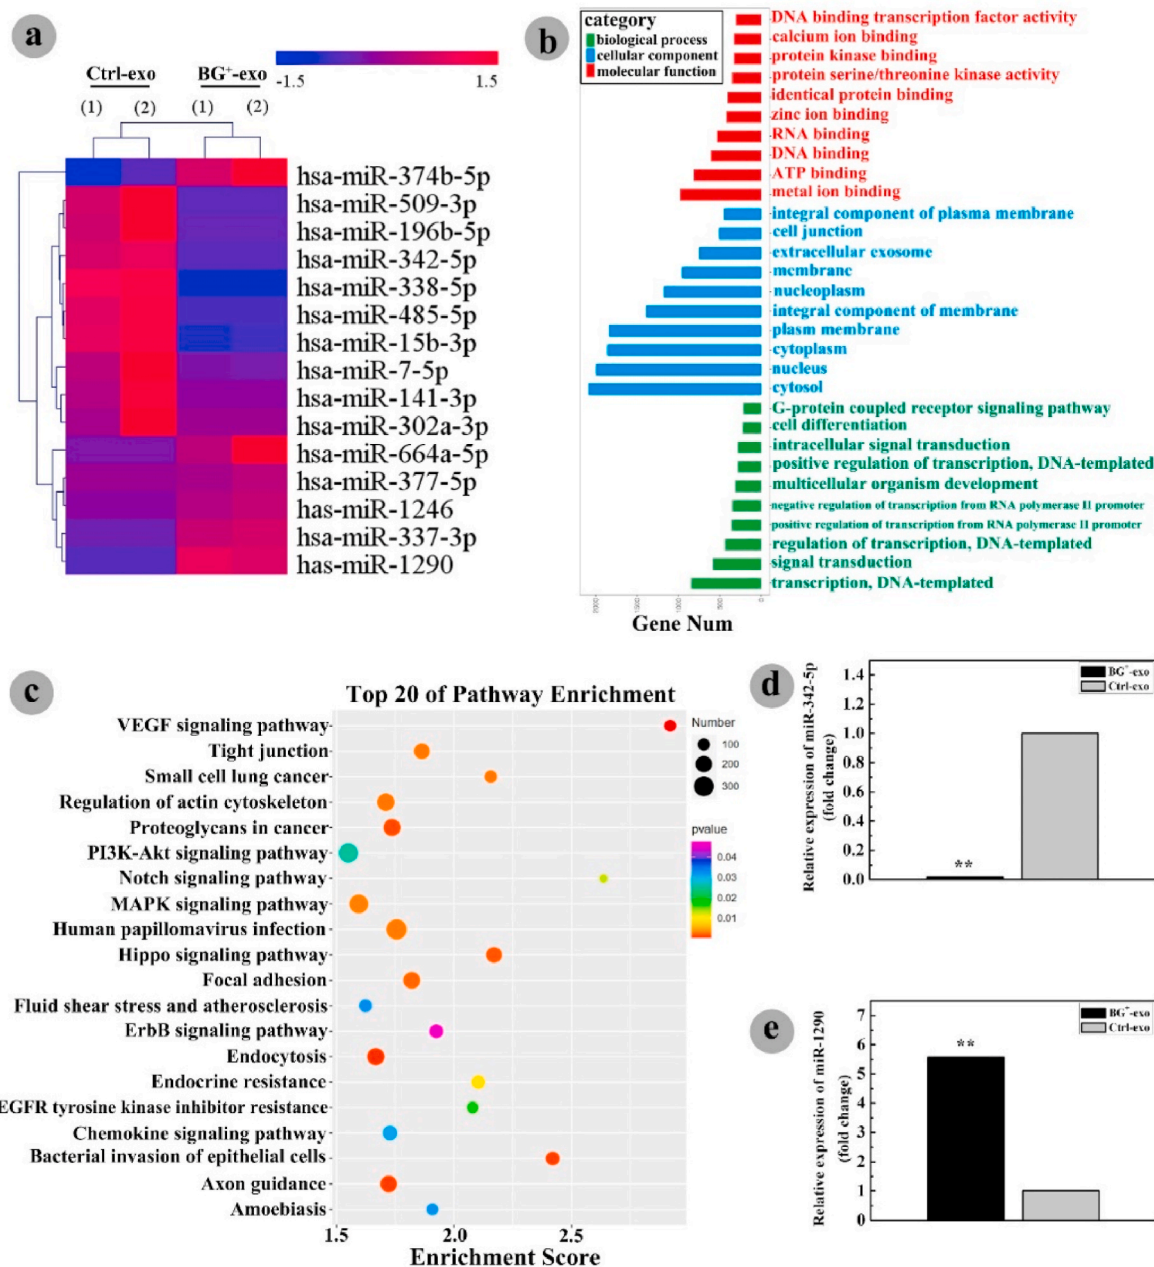 a
Ctrl-exo BG⁺-exo
-1.5 1.5
(1) (2) (1) (2)
hsa-miR-374b-5p
hsa-miR-509-3p
hsa-miR-196b-5p
hsa-miR-342-5p
hsa-miR-338-5p
hsa-miR-485-5p
hsa-miR-15b-3p
hsa-miR-7-5p
hsa-miR-141-3p
hsa-miR-302a-3p
hsa-miR-664a-5p
hsa-miR-377-5p
has-miR-1246
hsa-miR-337-3p
has-miR-1290
b
category
biological process
cellular component
molecular function
DNA binding transcription factor activity
calcium ion binding
protein kinase binding
protein serine/threonine kinase activity
identical protein binding
zinc ion binding
RNA binding
DNA binding
ATP binding
metal ion binding
integral component of plasma membrane
cell junction
extracellular exosome
membrane
nucleoplasm
integral component of membrane
plasm membrane
cytoplasm
nucleus
cytosol
G-protein coupled receptor signaling pathway
cell differentiation
intracellular signal transduction
positive regulation of transcription, DNA-templated
multicellular organism development
negative regulation of transcription from RNA polymerse II promoter
positive regulation of transcription from RNA polymerse II promoter
regulation of transcription, DNA-templated
signal transduction
transcription, DNA-templated
2000 1500 1000 500 0
Gene Num
c
Top 20 of Pathway Enrichment
VEGF signaling pathway
Tight junction
Small cell lung cancer
Regulation of actin cytoskeleton
Proteoglycans in cancer
PI3K-Akt signaling pathway
Notch signaling pathway
MAPK signaling pathway
Human papillomavirus infection
Hippo signaling pathway
Focal adhesion
Fluid shear stress and atherosclerosis
ErbB signaling pathway
Endocytosis
Endocrine resistance
EGFR tyrosine kinase inhibitor resistance
Chemokine signaling pathway
Bacterial invasion of epithelial cells
Axon guidance
Amoebiasis
1.5 2.0 2.5
Enrichment Score
Number
100
200
300
pvalue
0.04
0.03
0.02
0.01
d
Relative expression of miR-342-5p
(fold change)
1.4
1.2
1.0
0.8
0.6
0.4
0.2
0.0
**
BG⁺-exo
Ctrl-exo
e
Relative expression of miR-1290
(fold change)
7
6
5
4
3
2
1
0
**
BG⁺-exo
Ctrl-exo